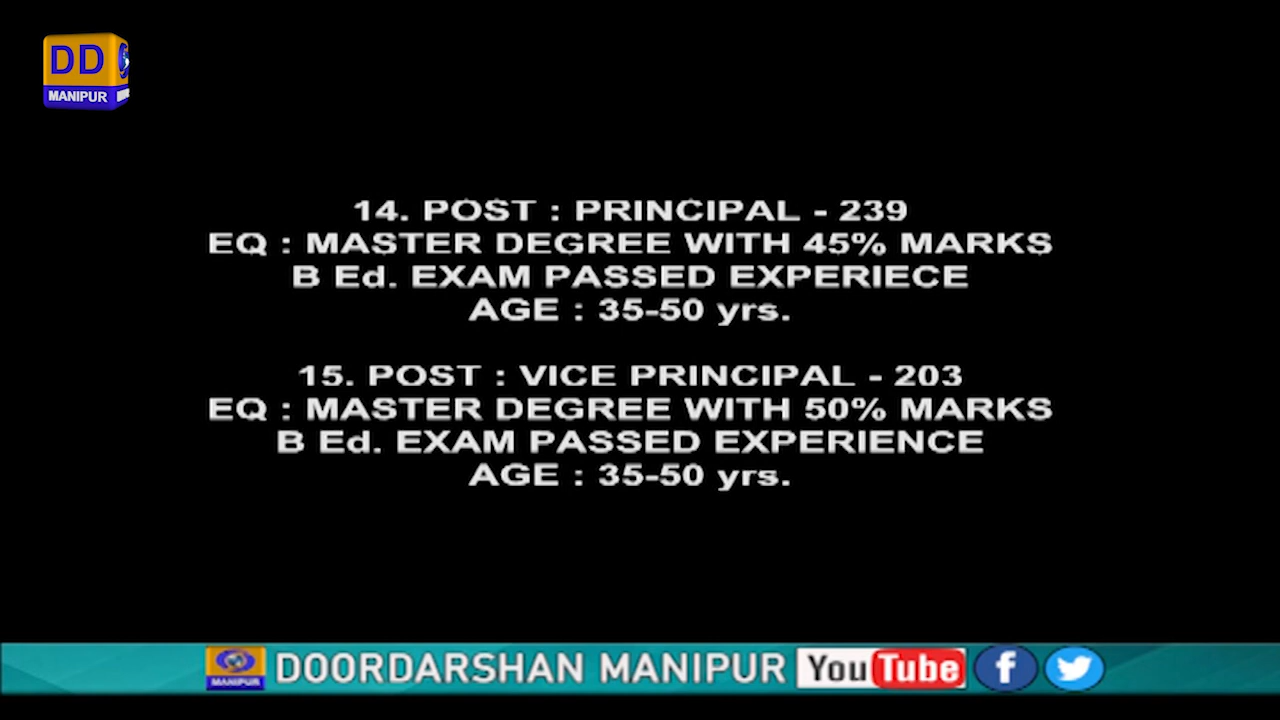 DD
MANIPUR
14. POST : PRINCIPAL - 239
EQ : MASTER DEGREE WITH 45% MARKS
B Ed. EXAM PASSED EXPERIECE
AGE : 35-50 yrs.
15. POST : VICE PRINCIPAL - 203
EQ : MASTER DEGREE WITH 50% MARKS
B Ed. EXAM PASSED EXPERIENCE
AGE : 35-50 yrs.
MANIPUR DOORDARSHAN MANIPUR YouTube f